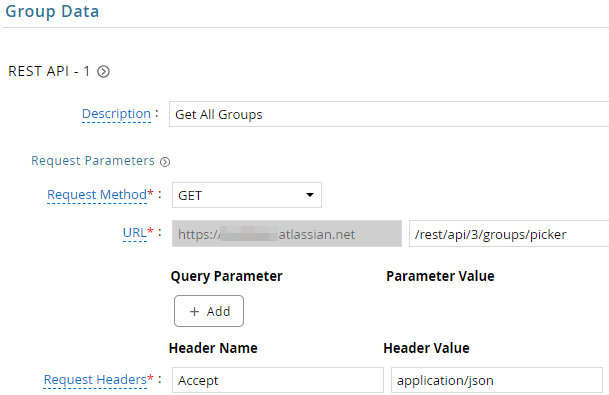 Group Data
REST API - 1
Description : Get All Groups
Request Parameters
Request Method* : GET
URL* : https:// atlassian.net /rest/api/3/groups/picker
Query Parameter Parameter Value
+ Add
Header Name Header Value
Request Headers* : Accept application/json